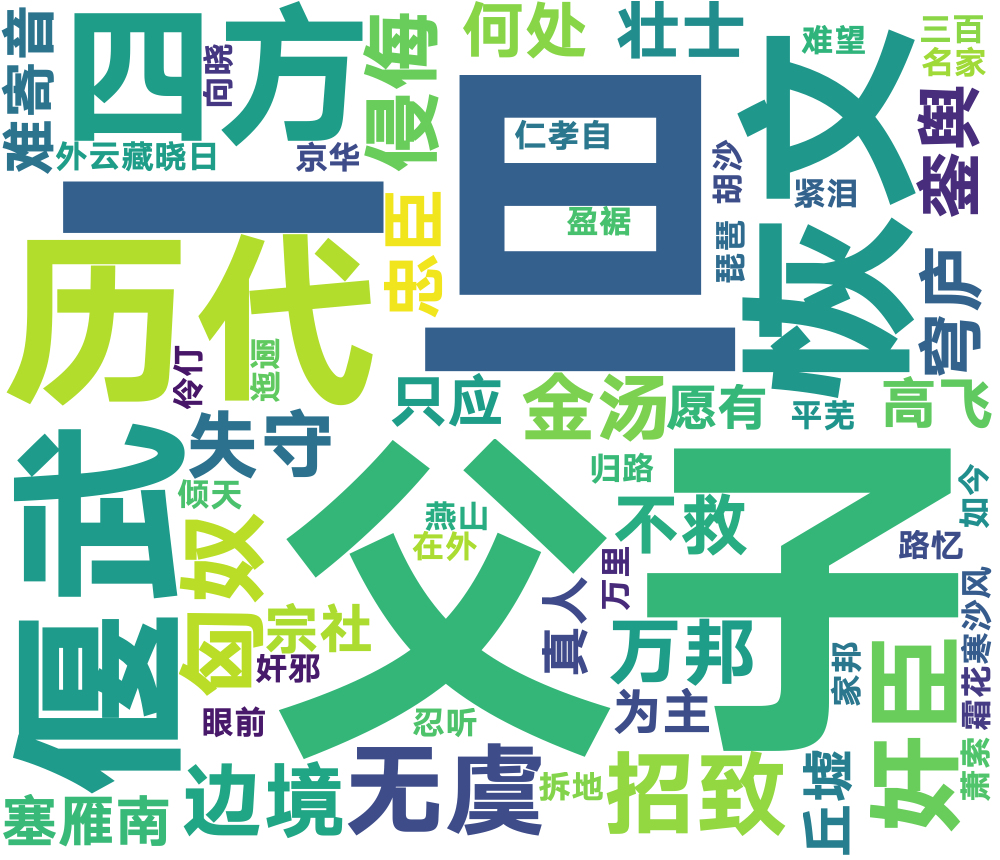 难寄音
四方
向晓
侵侮
何处
壮士
难望
三百
名家
外云藏晓日
京华
仁孝自
胡沙
銮舆
恢文
紧泪
一旦
盈裾
琵琶
忠臣
历代
穹庐
伶仃
迤逦
只应
金汤
愿有
平芜
高飞
偃武
失守
倾天
归路
如今
父子
燕山
在外
不救
路忆
匈奴
宗社
奸邪
万里
真人
万邦
家邦
霜花寒沙风
奸臣
眼前
忍听
为主
塞雁南
边境
无虞
拆地
招致
丘墟
萧索